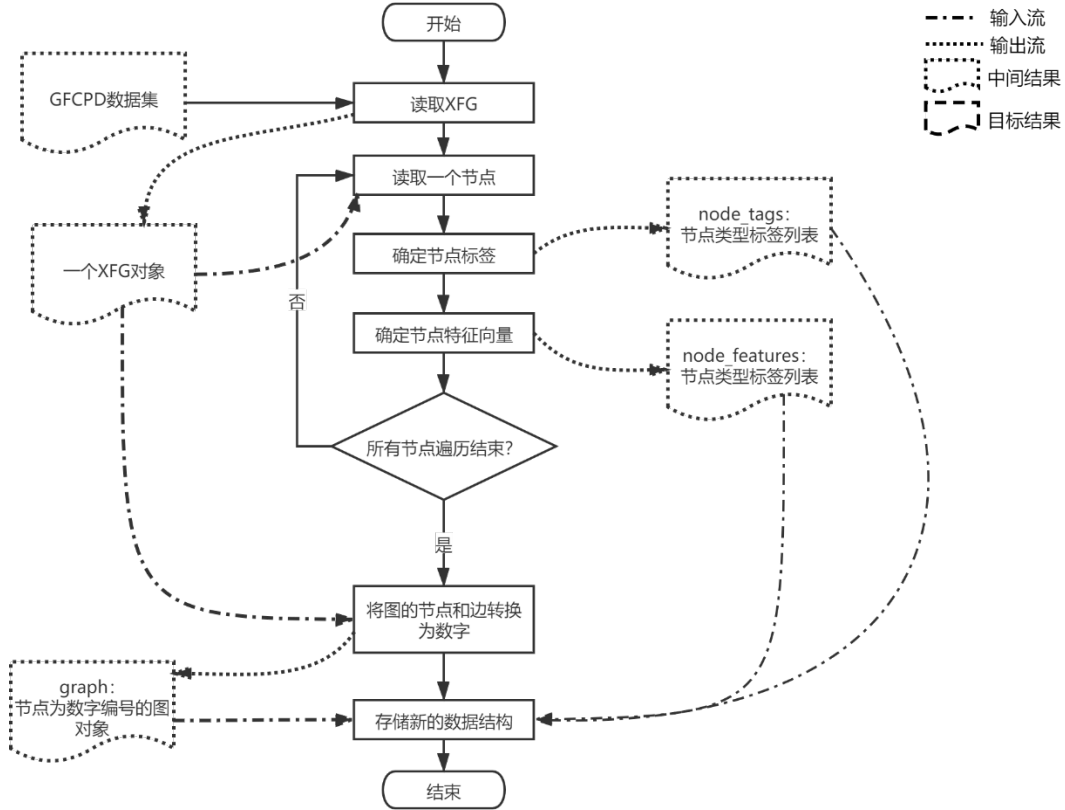 开始
输入流
输出流
中间结果
目标结果
GFCPD数据集
读取XFG
读取一个节点
node_tags：
节点类型标签列表
一个XFG对象
确定节点标签
否
确定节点特征向量
node_features：
节点类型标签列表
所有节点遍历结束？
是
将图的节点和边转换
为数字
graph：
节点为数字编号的图
对象
存储新的数据结构
结束